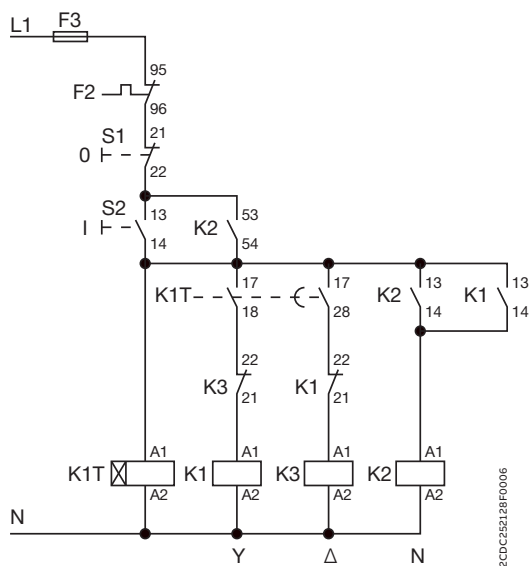 L1 F3
95
F2
96
S1 21
0
22
S2 13 53
I K2
14 54
17 17 13 13
K1T K2 K1
18 28 14 14
22 22
K3 K1
21 21
A1 A1 A1 A1
K1T K1 K3 K2
A2 A2 A2 A2
N
Y Δ N
2CDC252128F0006